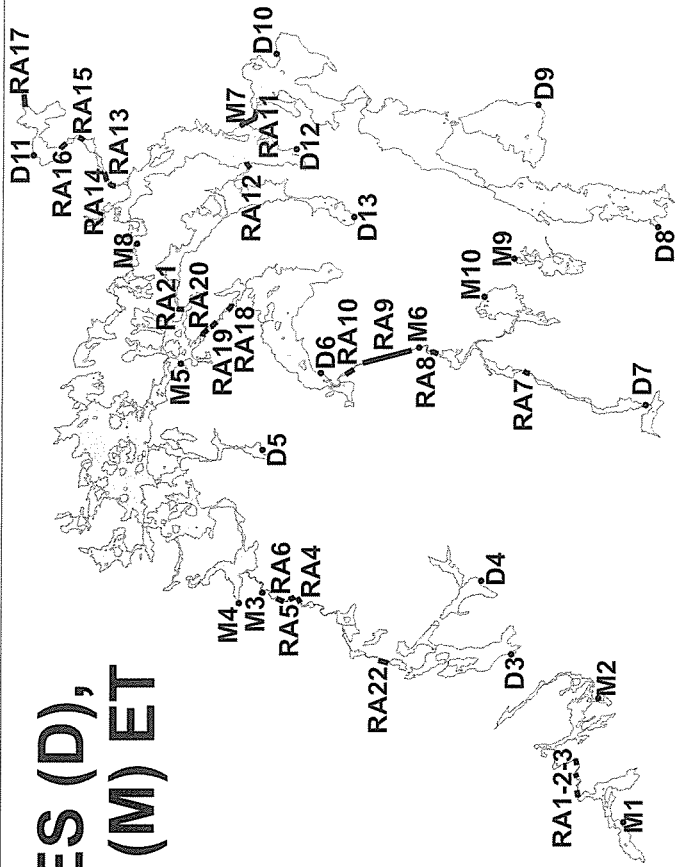 ES (D),
(M) ET
D10
RA17
D11
RA16
RA15
RA14
RA13
M7
RA11
D12
RA12
M8
D9
D13
RA21
RA20
M9
D8
M10
RA19
RA18
M5
D6
RA10
RA9
M6
RA8
RA7
D7
D5
RA6
M4
M3
RA5
RA4
D4
RA22
D3
M2
RA1-2-3
M1